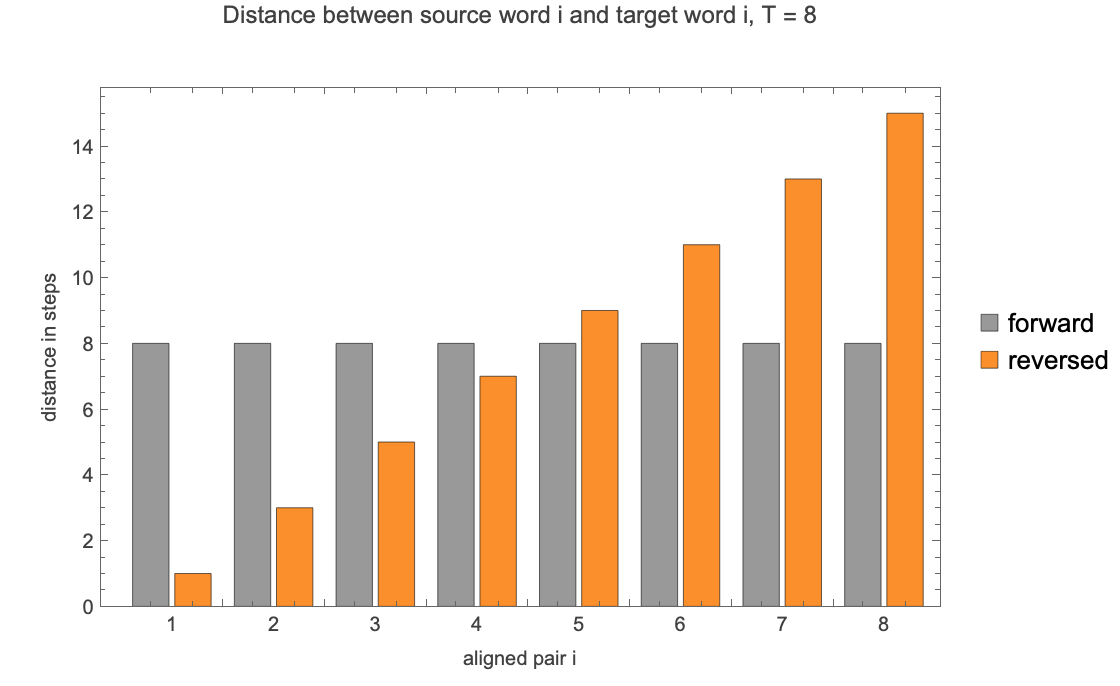 Distance between source word i and target word i, T = 8
14
12
10
8
6
4
2
0
distance in steps
1 2 3 4 5 6 7 8
aligned pair i
forward
reversed